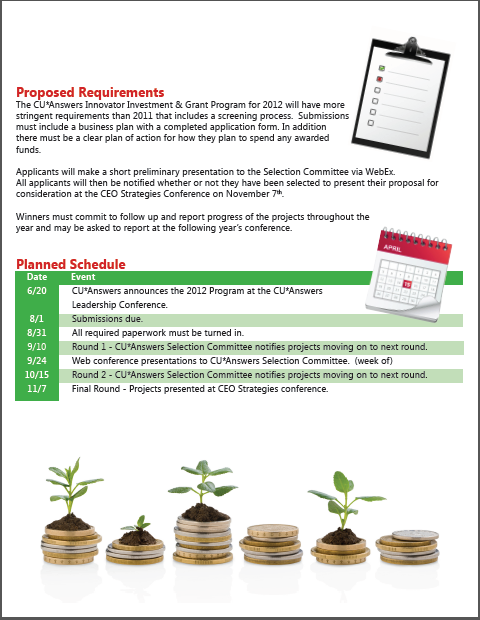 Proposed Requirements
The CU*Answers Innovator Investment & Grant Program for 2012 will have more
stringent requirements than 2011 that includes a screening process.  Submissions
must include a business plan with a completed application form. In addition
there must be a clear plan of action for how they plan to spend any awarded
funds.
Applicants will make a short preliminary presentation to the Selection Committee via WebEx.
All applicants will then be notified whether or not they have been selected to present their proposal for
consideration at the CEO Strategies Conference on November 7th.
Winners must commit to follow up and report progress of the projects throughout the
year and may be asked to report at the following year's conference.
APRIL
Planned Schedule
Date Event
6/20 CU*Answers announces the 2012 Program at the CU*Answers
Leadership Conference.
8/1 Submissions due.
8/31 All required paperwork must be turned in.
9/10 Round 1 - CU*Answers Selection Committee notifies projects moving on to next round.
9/24 Web conference presentations to CU*Answers Selection Committee.  (week of)
10/15 Round 2 - CU*Answers Selection Committee notifies projects moving on to next round.
11/7 Final Round - Projects presented at CEO Strategies conference.